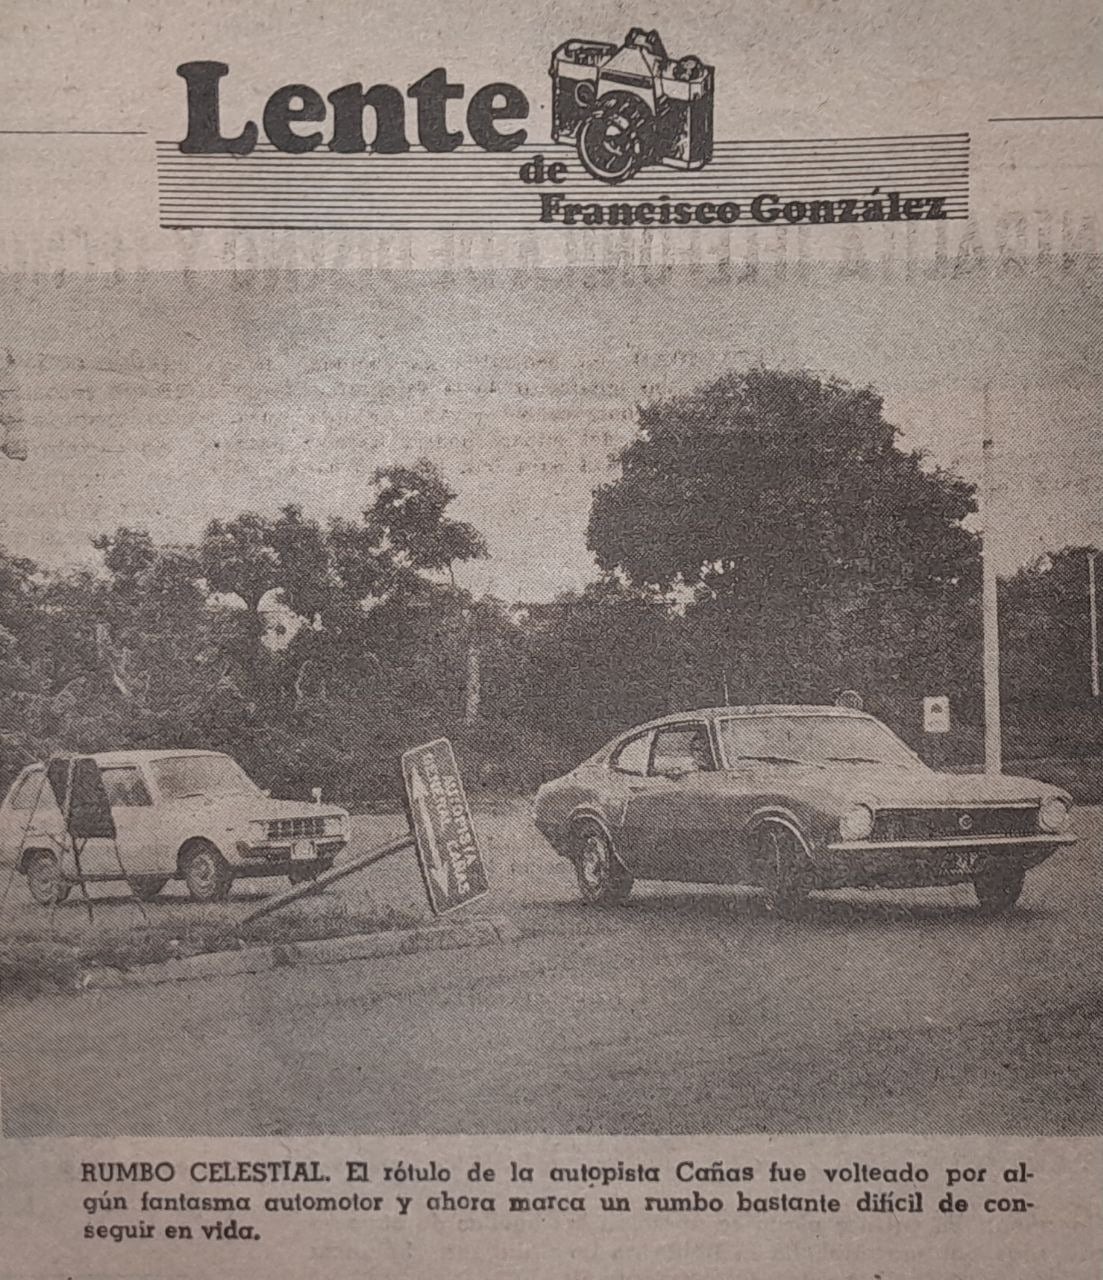 Lente
de
Francisco González
AUTOPISTA
GENERAL CAÑAS
RUMBO CELESTIAL. El rótulo de la autopista Cañas fue volteado por al-
gún fantasma automotor y ahora marca un rumbo bastante difícil de con-
seguir en vida.